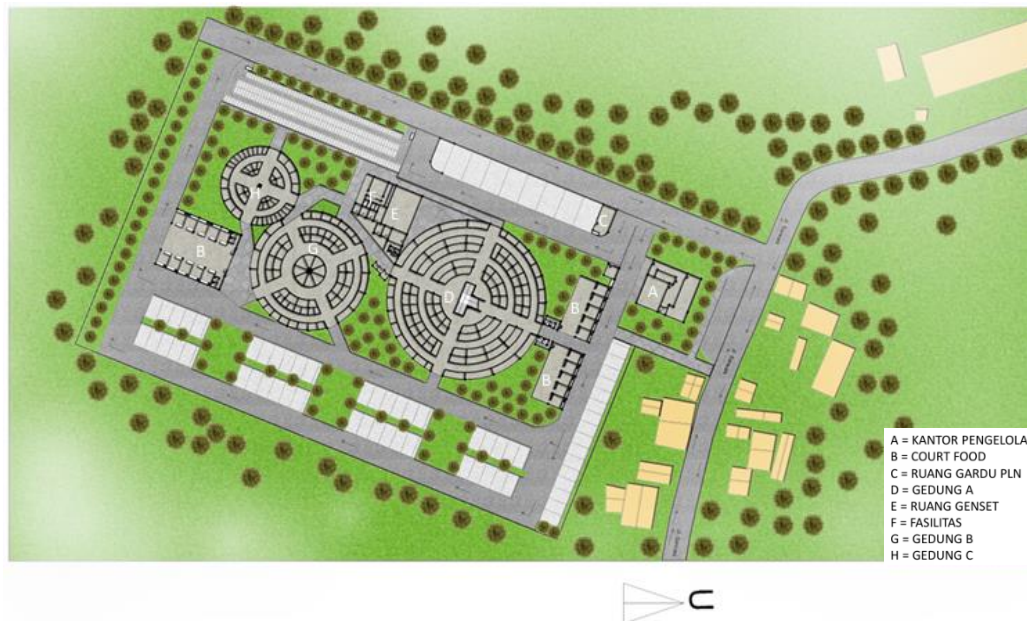 H
F
E
C
B
G
D
A
B
B
A = KANTOR PENGELOLA
B = COURT FOOD
C = RUANG GARDU PLN
D = GEDUNG A
E = RUANG GENSET
F = FASILITAS
G = GEDUNG B
H = GEDUNG C
U